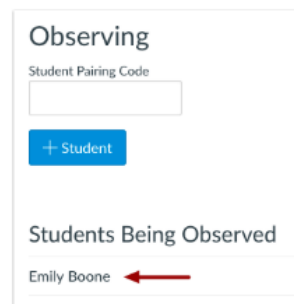 Observing
Student Pairing Code
+ Student
Students Being Observed
Emily Boone